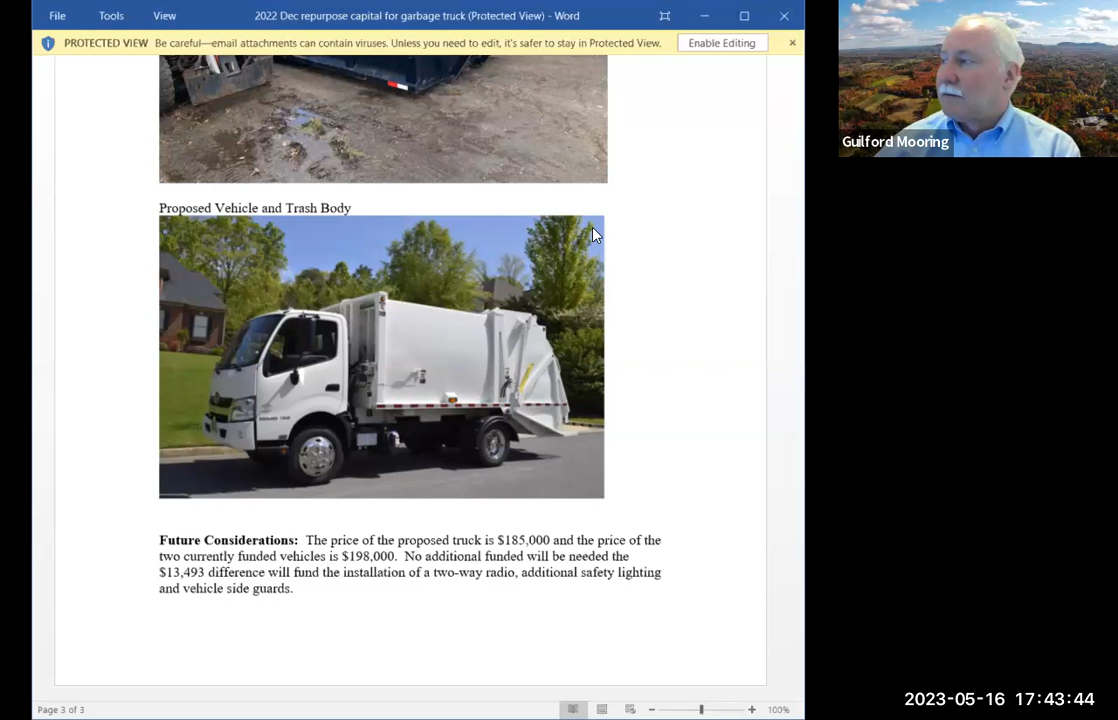 File Tools View 2022 Dec repurpose capital for garbage truck (Protected View) - Word
PROTECTED VIEW Be careful—email attachments can contain viruses. Unless you need to edit, it's safer to stay in Protected View. Enable Editing
Guilford Mooring
Proposed Vehicle and Trash Body
Future Considerations: The price of the proposed truck is $185,000 and the price of the
two currently funded vehicles is $198,000. No additional funded will be needed the
$13,493 difference will fund the installation of a two-way radio, additional safety lighting
and vehicle side guards.
2023-05-16 17:43:44
Page 3 of 3 100%